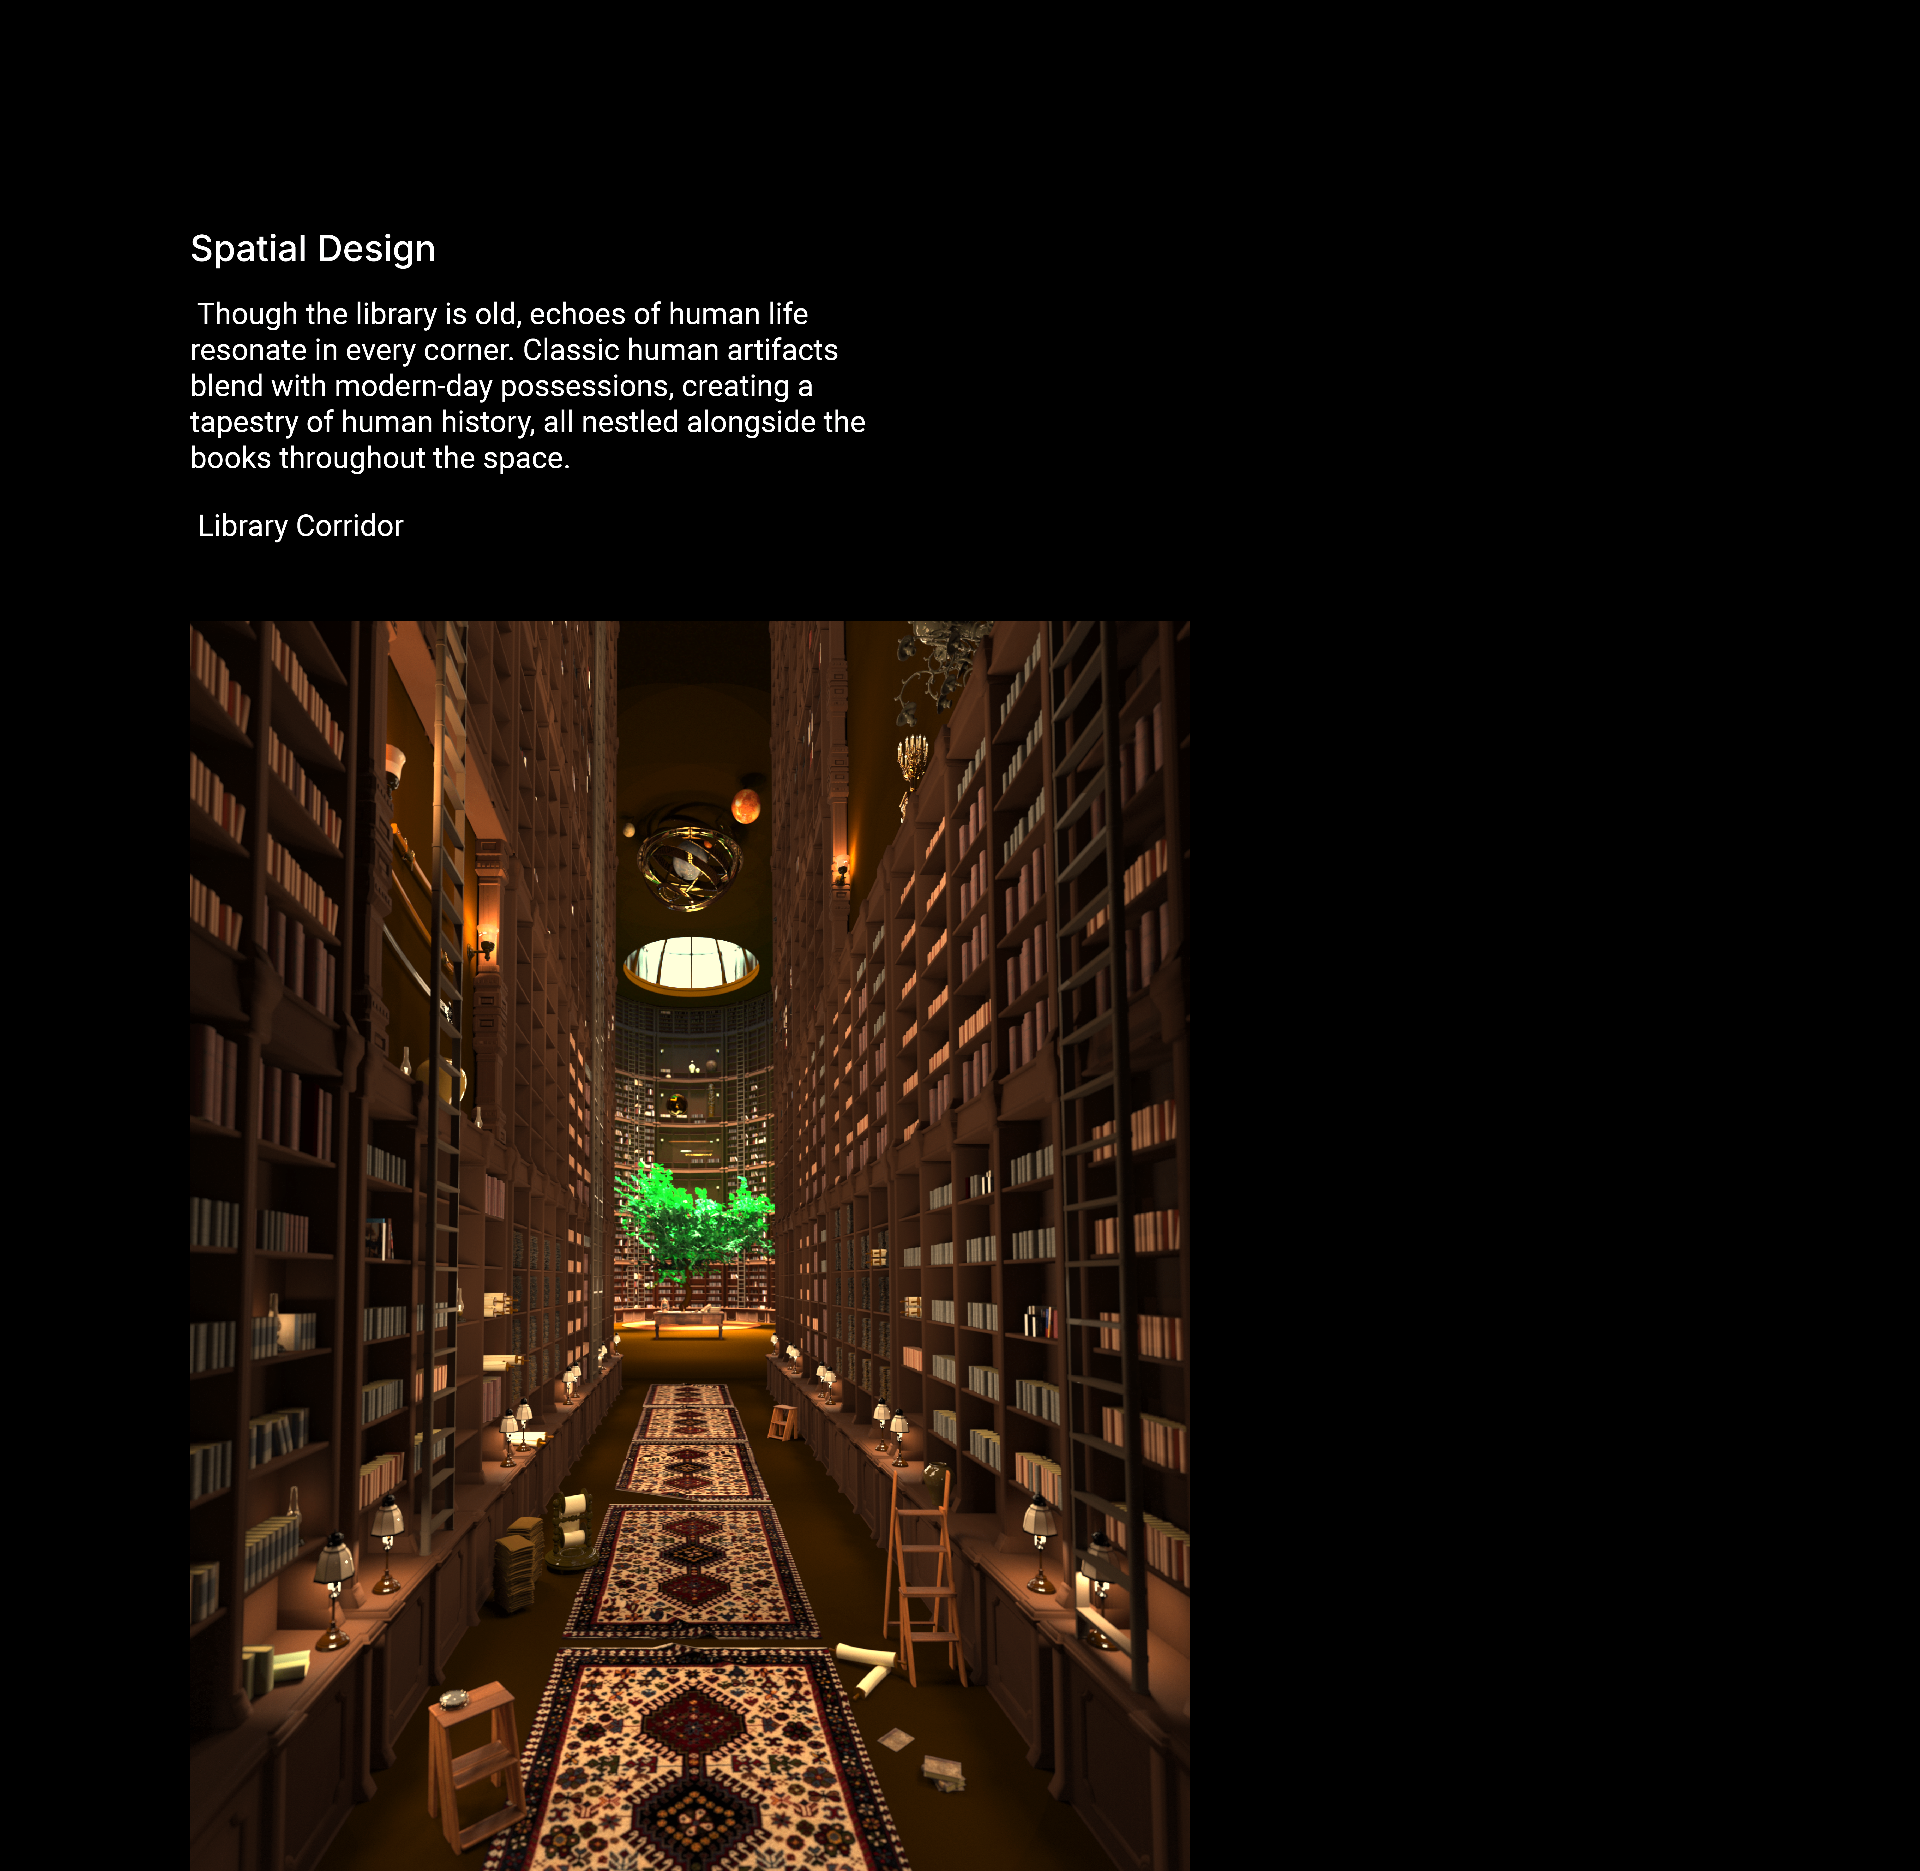 Spatial Design
Though the library is old, echoes of human life
resonate in every corner. Classic human artifacts
blend with modern-day possessions, creating a
tapestry of human history, all nestled alongside the
books throughout the space.
Library Corridor